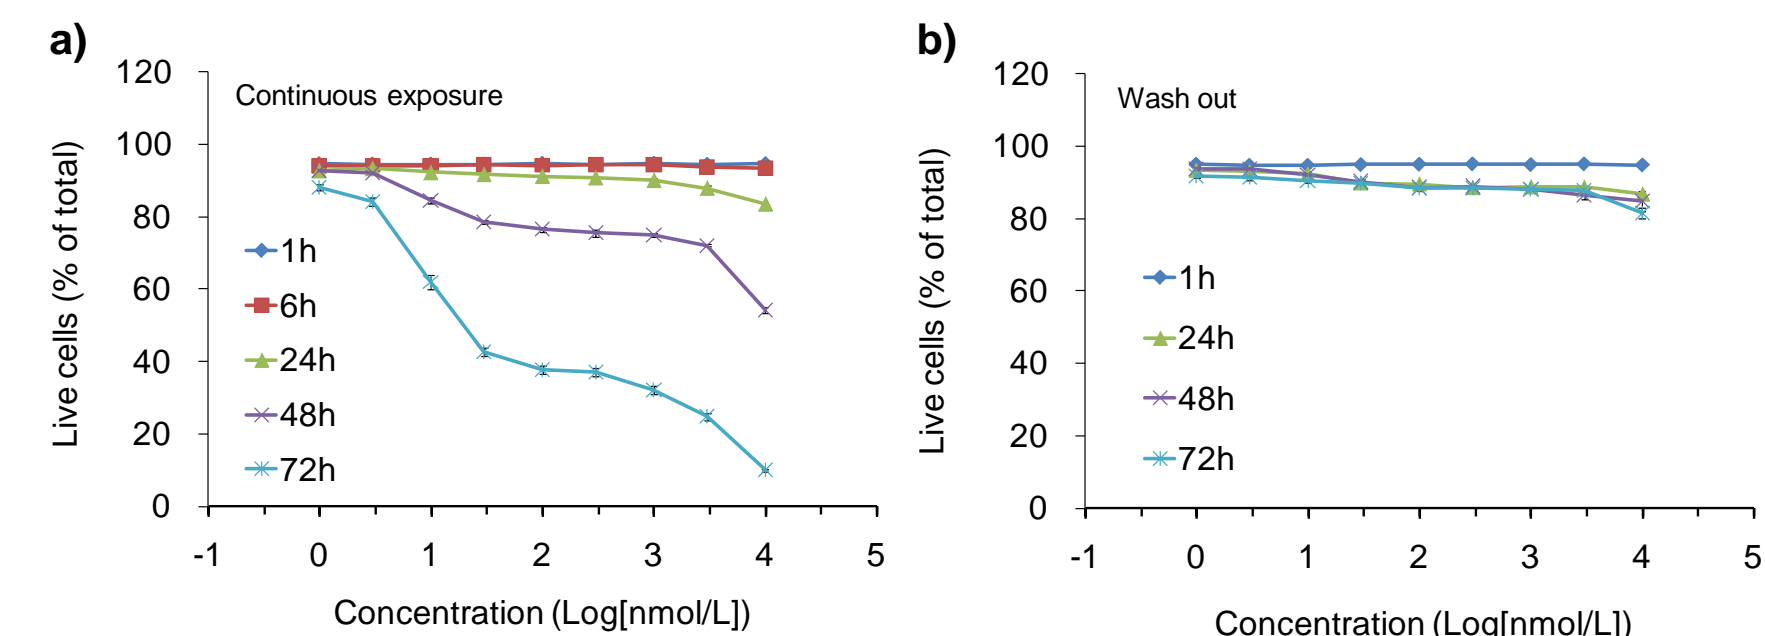 a)
Continuous exposure
120
100
80
60
40
20
0
-1 0 1 2 3 4 5
1h
6h
24h
48h
72h
Live cells (% of total)
Concentration (Log[nmol/L])
b)
Wash out
120
100
80
60
40
20
0
-1 0 1 2 3 4 5
1h
24h
48h
72h
Live cells (% of total)
Concentration (Log[nmol/L])